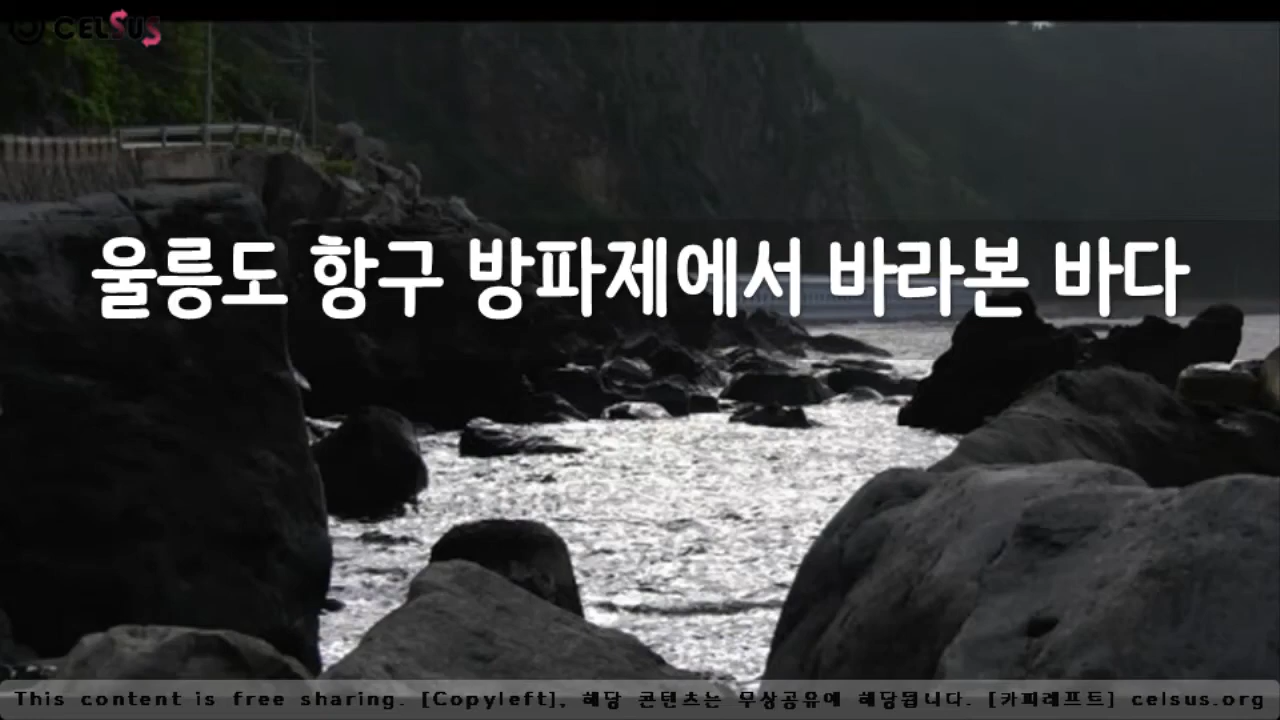 CELSUS
울릉도 항구 방파제에서 바라본 바다
This content is free sharing. [Copyleft], 해당 콘텐츠는 무상공유에 해당됩니다. [카피레프트] celsus.org